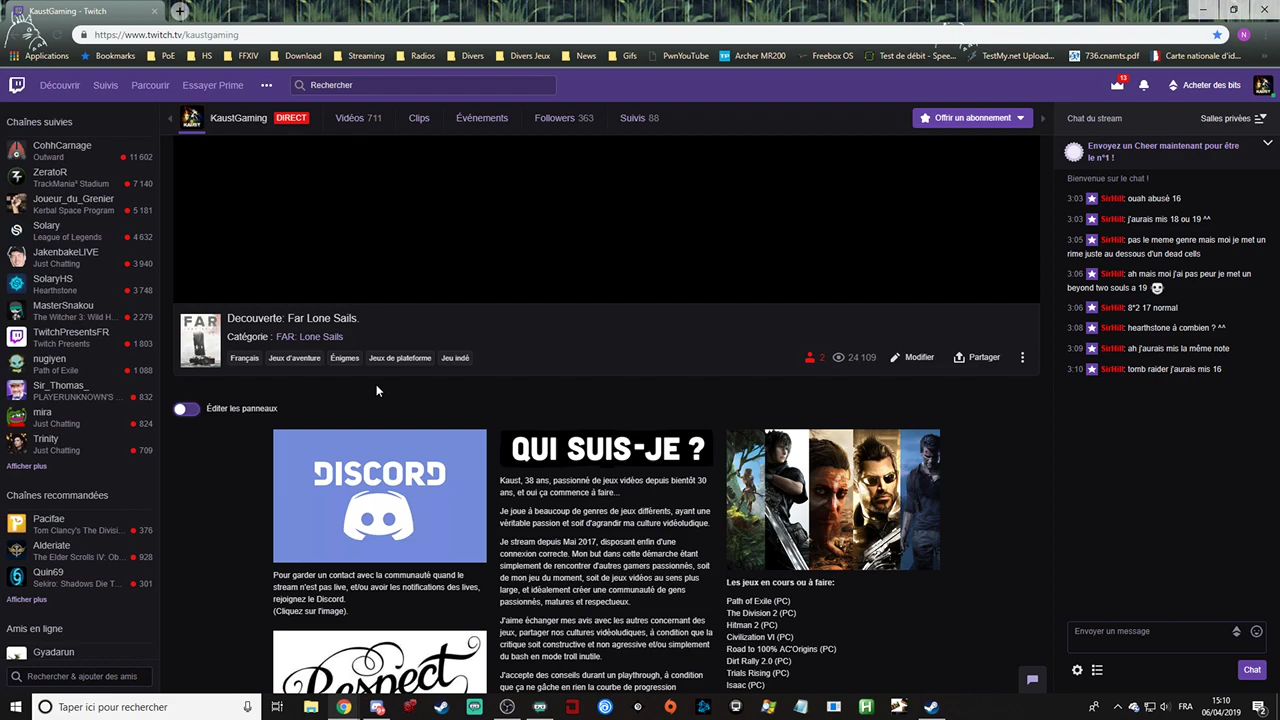 KaustGaming - Twitch
https://www.twitch.tv/kaustgaming
Applications Bookmarks PoE HS FFXIV Download Streaming Radios Divers Divers Jeux News Gifs PwnYouTube Archer MR200 Freebox OS Test de débit - Spee... TestMy.net Upload... 736.cnamts.pdf Carte nationale d'id...
Découvrir Suivis Parcourir Essayer Prime Rechercher 13 Acheter des bits
Chaînes suivies
CohhCarnage
Outward 11 602
ZeratoR
TrackMania² Stadium 7 140
Joueur_du_Grenier
Kerbal Space Program 5 181
Solary
League of Legends 4 632
JakenbakeLIVE
Just Chatting 3 940
SolaryHS
Hearthstone 3 748
MasterSnakou
The Witcher 3: Wild H... 2 279
TwitchPresentsFR
Twitch Presents 1 803
nugiyen
Path of Exile 1 088
Sir_Thomas_
PLAYERUNKNOWN'S ... 832
mira
Just Chatting 824
Trinity
Just Chatting 709
Afficher plus
Chaînes recommandées
Pacifae
Tom Clancy's The Divisi... 376
Alderiate
The Elder Scrolls IV: Ob... 928
Quin69
Sekiro: Shadows Die T... 301
Afficher plus
Amis en ligne
Gyadarun
Rechercher & ajouter des amis
KaustGaming DIRECT Vidéos 711 Clips Événements Followers 363 Suivis 88 Offrir un abonnement
FAR
Decouverte: Far Lone Sails.
Catégorie : FAR: Lone Sails
Français Jeux d'aventure Énigmes Jeux de plateforme Jeu indé
2 24 109 Modifier Partager
Éditer les panneaux
DISCORD
Pour garder un contact avec la communauté quand le
stream n'est pas live, et/ou avoir les notifications des lives,
rejoignez le Discord.
(Cliquez sur l'image).
Respect
QUI SUIS-JE ?
Kaust, 38 ans, passionné de jeux vidéos depuis bientôt 30
ans, et oui ça commence à faire...
Je joue à beaucoup de genres de jeux différents, ayant une
véritable passion et soif d'agrandir ma culture vidéoludique.
Je stream depuis Mai 2017, disposant enfin d'une
connexion correcte. Mon but dans cette démarche étant
simplement de rencontrer d'autres gamers passionnés, soit
de mon jeu du moment, soit de jeux vidéos au sens plus
large, et idéalement créer une communauté de gens
passionnés, matures et respectueux.
J'aime échanger mes avis avec les autres concernant des
jeux, partager nos cultures vidéoludiques, à condition que la
critique soit constructive et non agressive et/ou simplement
du bash en mode troll inutile.
J'accepte des conseils durant un playthrough, à condition
que ça ne gâche en rien la courbe de progression
Les jeux en cours ou à faire:
Path of Exile (PC)
The Division 2 (PC)
Hitman 2 (PC)
Civilization VI (PC)
Road to 100% AC'Origins (PC)
Dirt Rally 2.0 (PC)
Trials Rising (PC)
Isaac (PC)
Chat du stream Salles privées
Envoyez un Cheer maintenant pour être
le n°1 !
Bienvenue sur le chat !
3:03 SirHill: ouah abusè 16
3:03 SirHill: j'aurais mis 18 ou 19 ^^
3:05 SirHill: pas le meme genre mais moi je met un
rime juste au dessous d'un dead cells
3:06 SirHill: ah mais moi j'ai pas peur je met un
beyond two souls a 19
3:06 SirHill: 8*2 17 normal
3:08 SirHill: hearthstone à combien ? ^^
3:09 SirHill: ah j'aurais mis la même note
3:10 SirHill: tomb raider j'aurais mis 16
Envoyer un message
Chat
Taper ici pour rechercher
FRA
15:10
06/04/2019
2